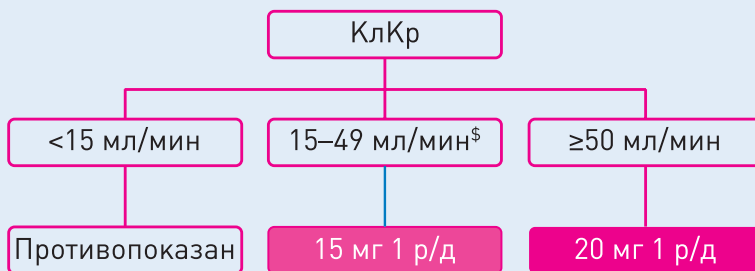 КлКр
<15 мл/мин
15–49 мл/мин$
≥50 мл/мин
Противопоказан
15 мг 1 р/д
20 мг 1 р/д